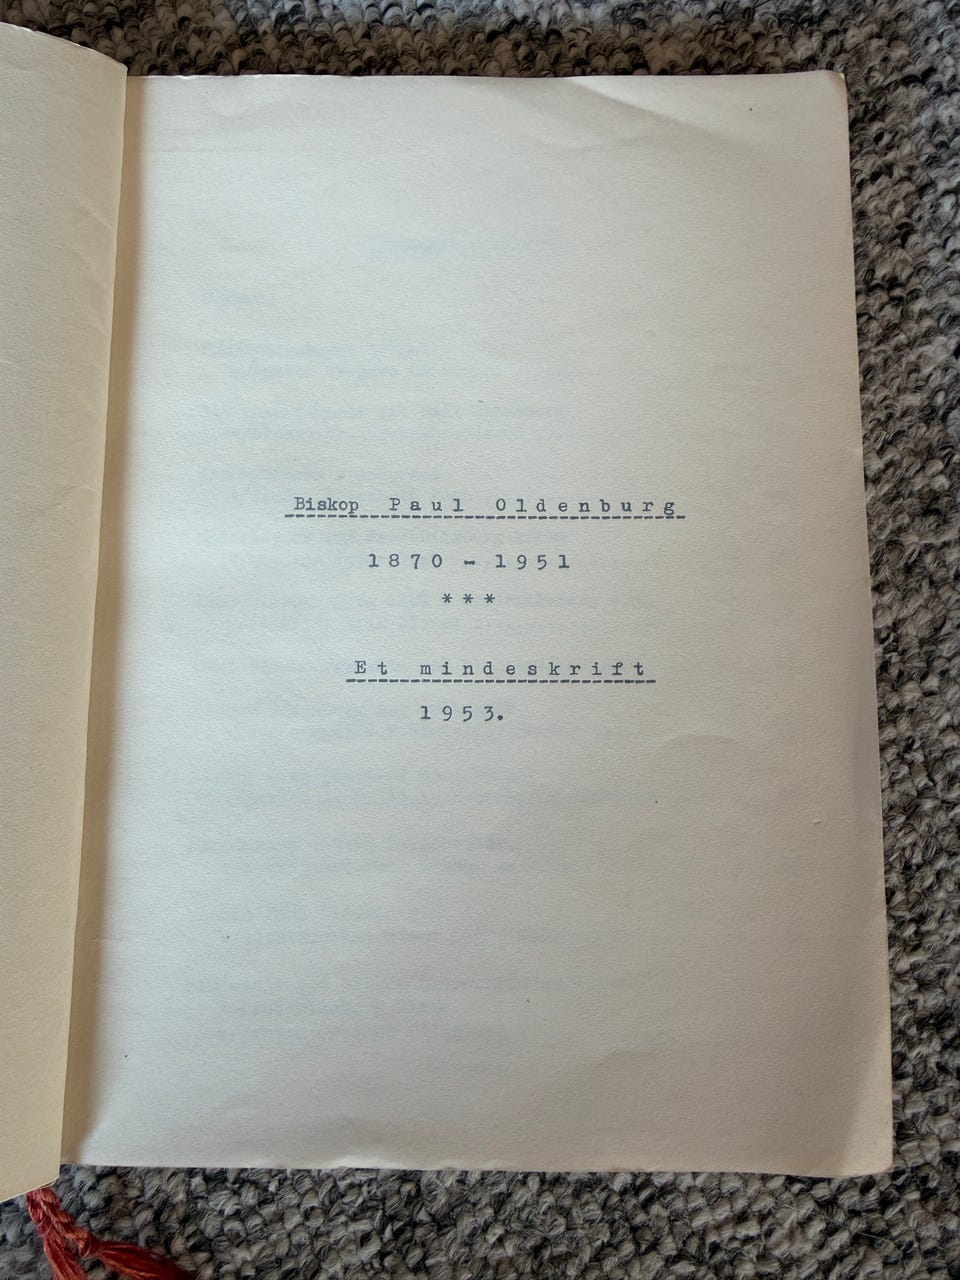 Biskop Paul Oldenburg
1870 - 1951
***
Et mindeskrift
1953.